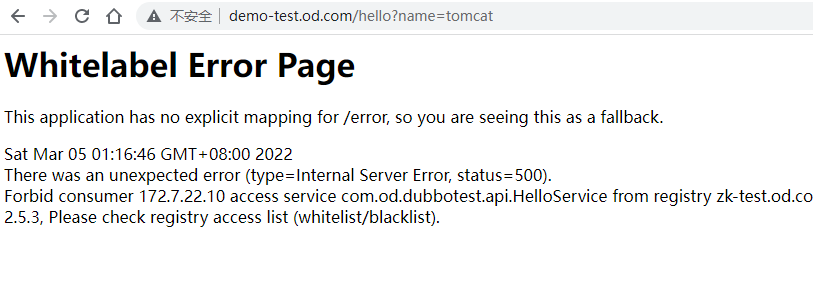 不安全 | demo-test.od.com/hello?name=tomcat
Whitelabel Error Page
This application has no explicit mapping for /error, so you are seeing this as a fallback.
Sat Mar 05 01:16:46 GMT+08:00 2022
There was an unexpected error (type=Internal Server Error, status=500).
Forbid consumer 172.7.22.10 access service com.od.dubbotest.api.HelloService from registry zk-test.od.co
2.5.3, Please check registry access list (whitelist/blacklist).